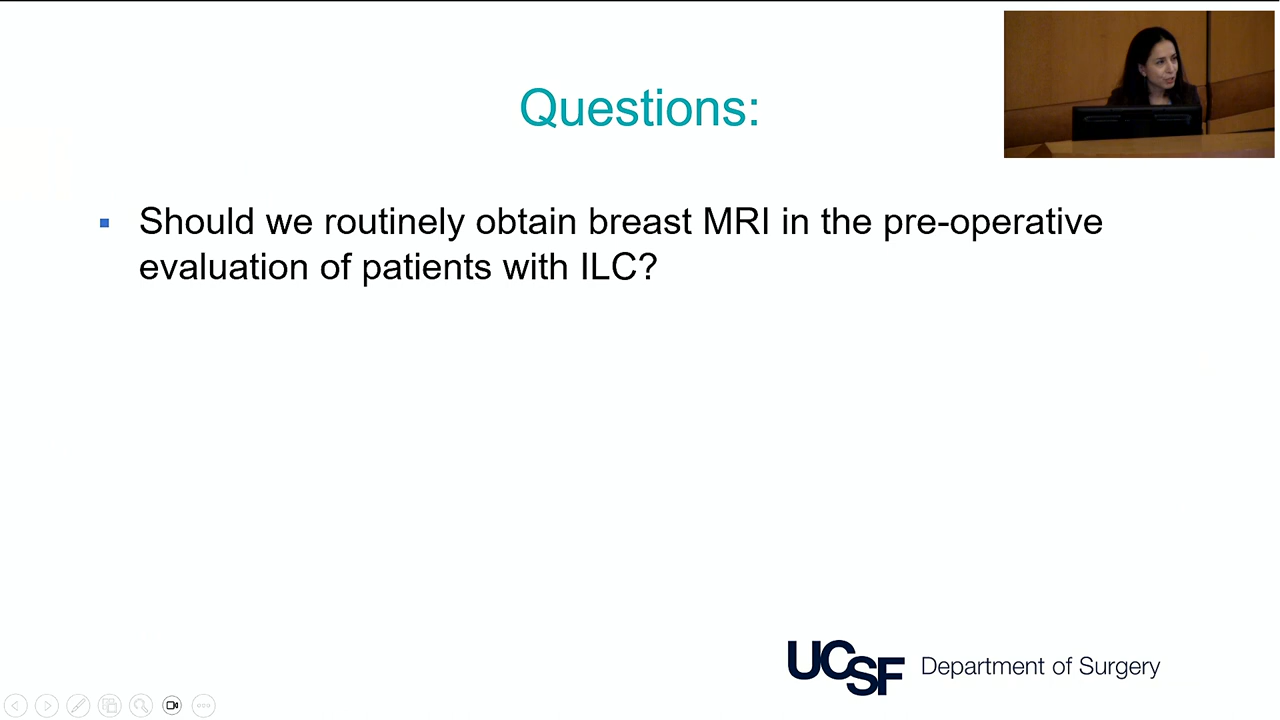 Questions:
▪ Should we routinely obtain breast MRI in the pre-operative
evaluation of patients with ILC?
UCSF Department of Surgery